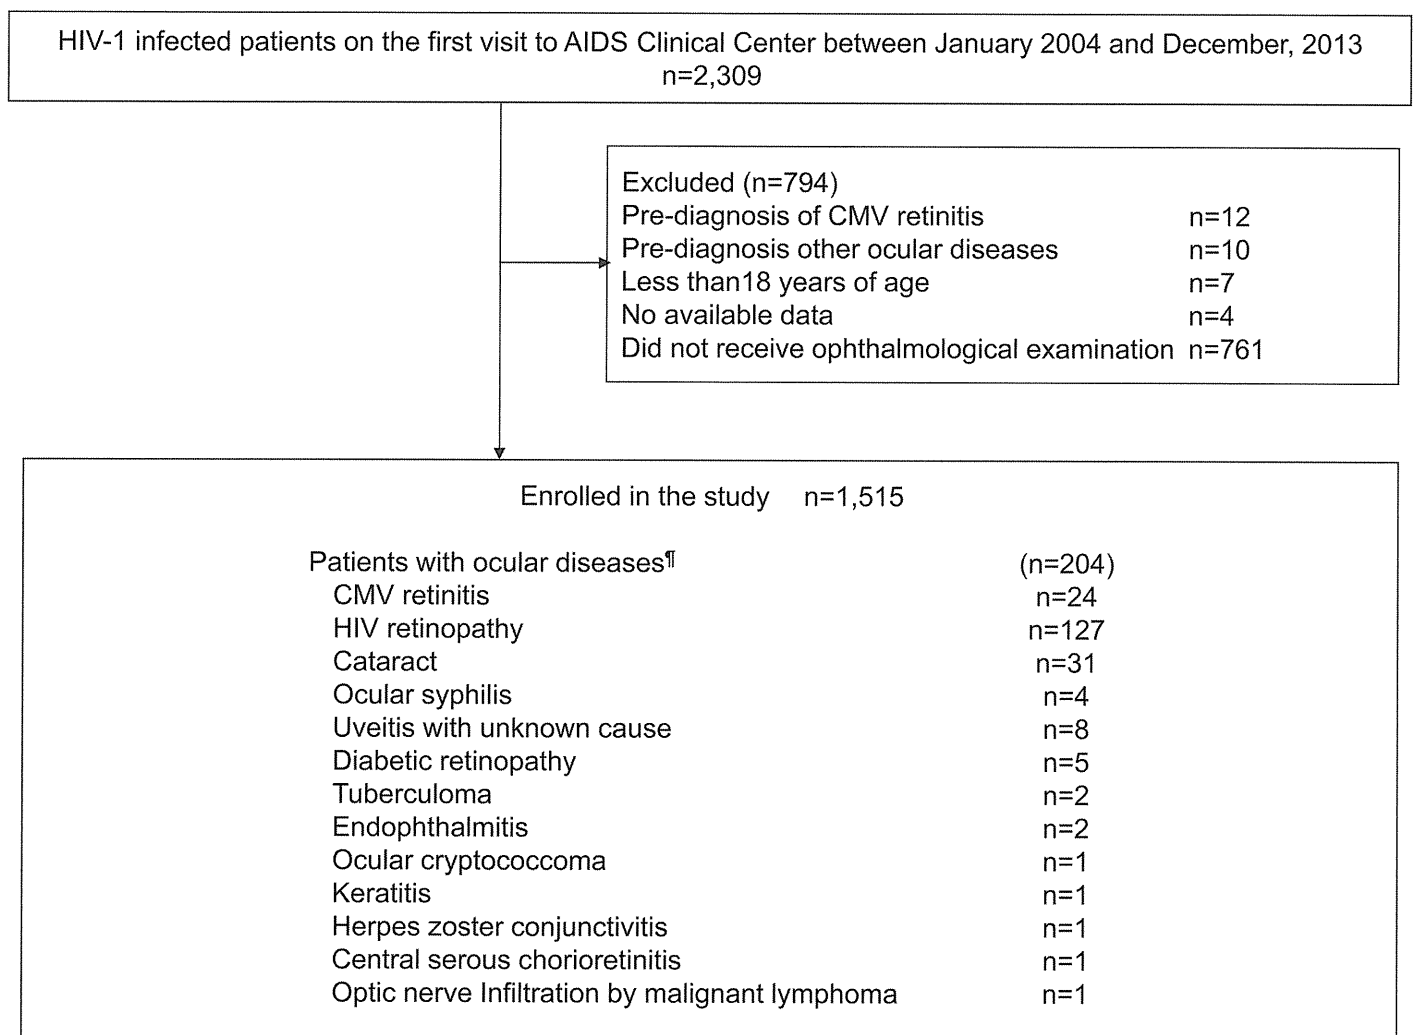 HIV-1 infected patients on the first visit to AIDS Clinical Center between January 2004 and December, 2013
n=2,309
Excluded (n=794)
Pre-diagnosis of CMV retinitis n=12
Pre-diagnosis other ocular diseases n=10
Less than18 years of age n=7
No available data n=4
Did not receive ophthalmological examination n=761
Enrolled in the study n=1,515
Patients with ocular diseases¶ (n=204)
CMV retinitis n=24
HIV retinopathy n=127
Cataract n=31
Ocular syphilis n=4
Uveitis with unknown cause n=8
Diabetic retinopathy n=5
Tuberculoma n=2
Endophthalmitis n=2
Ocular cryptococcoma n=1
Keratitis n=1
Herpes zoster conjunctivitis n=1
Central serous chorioretinitis n=1
Optic nerve Infiltration by malignant lymphoma n=1